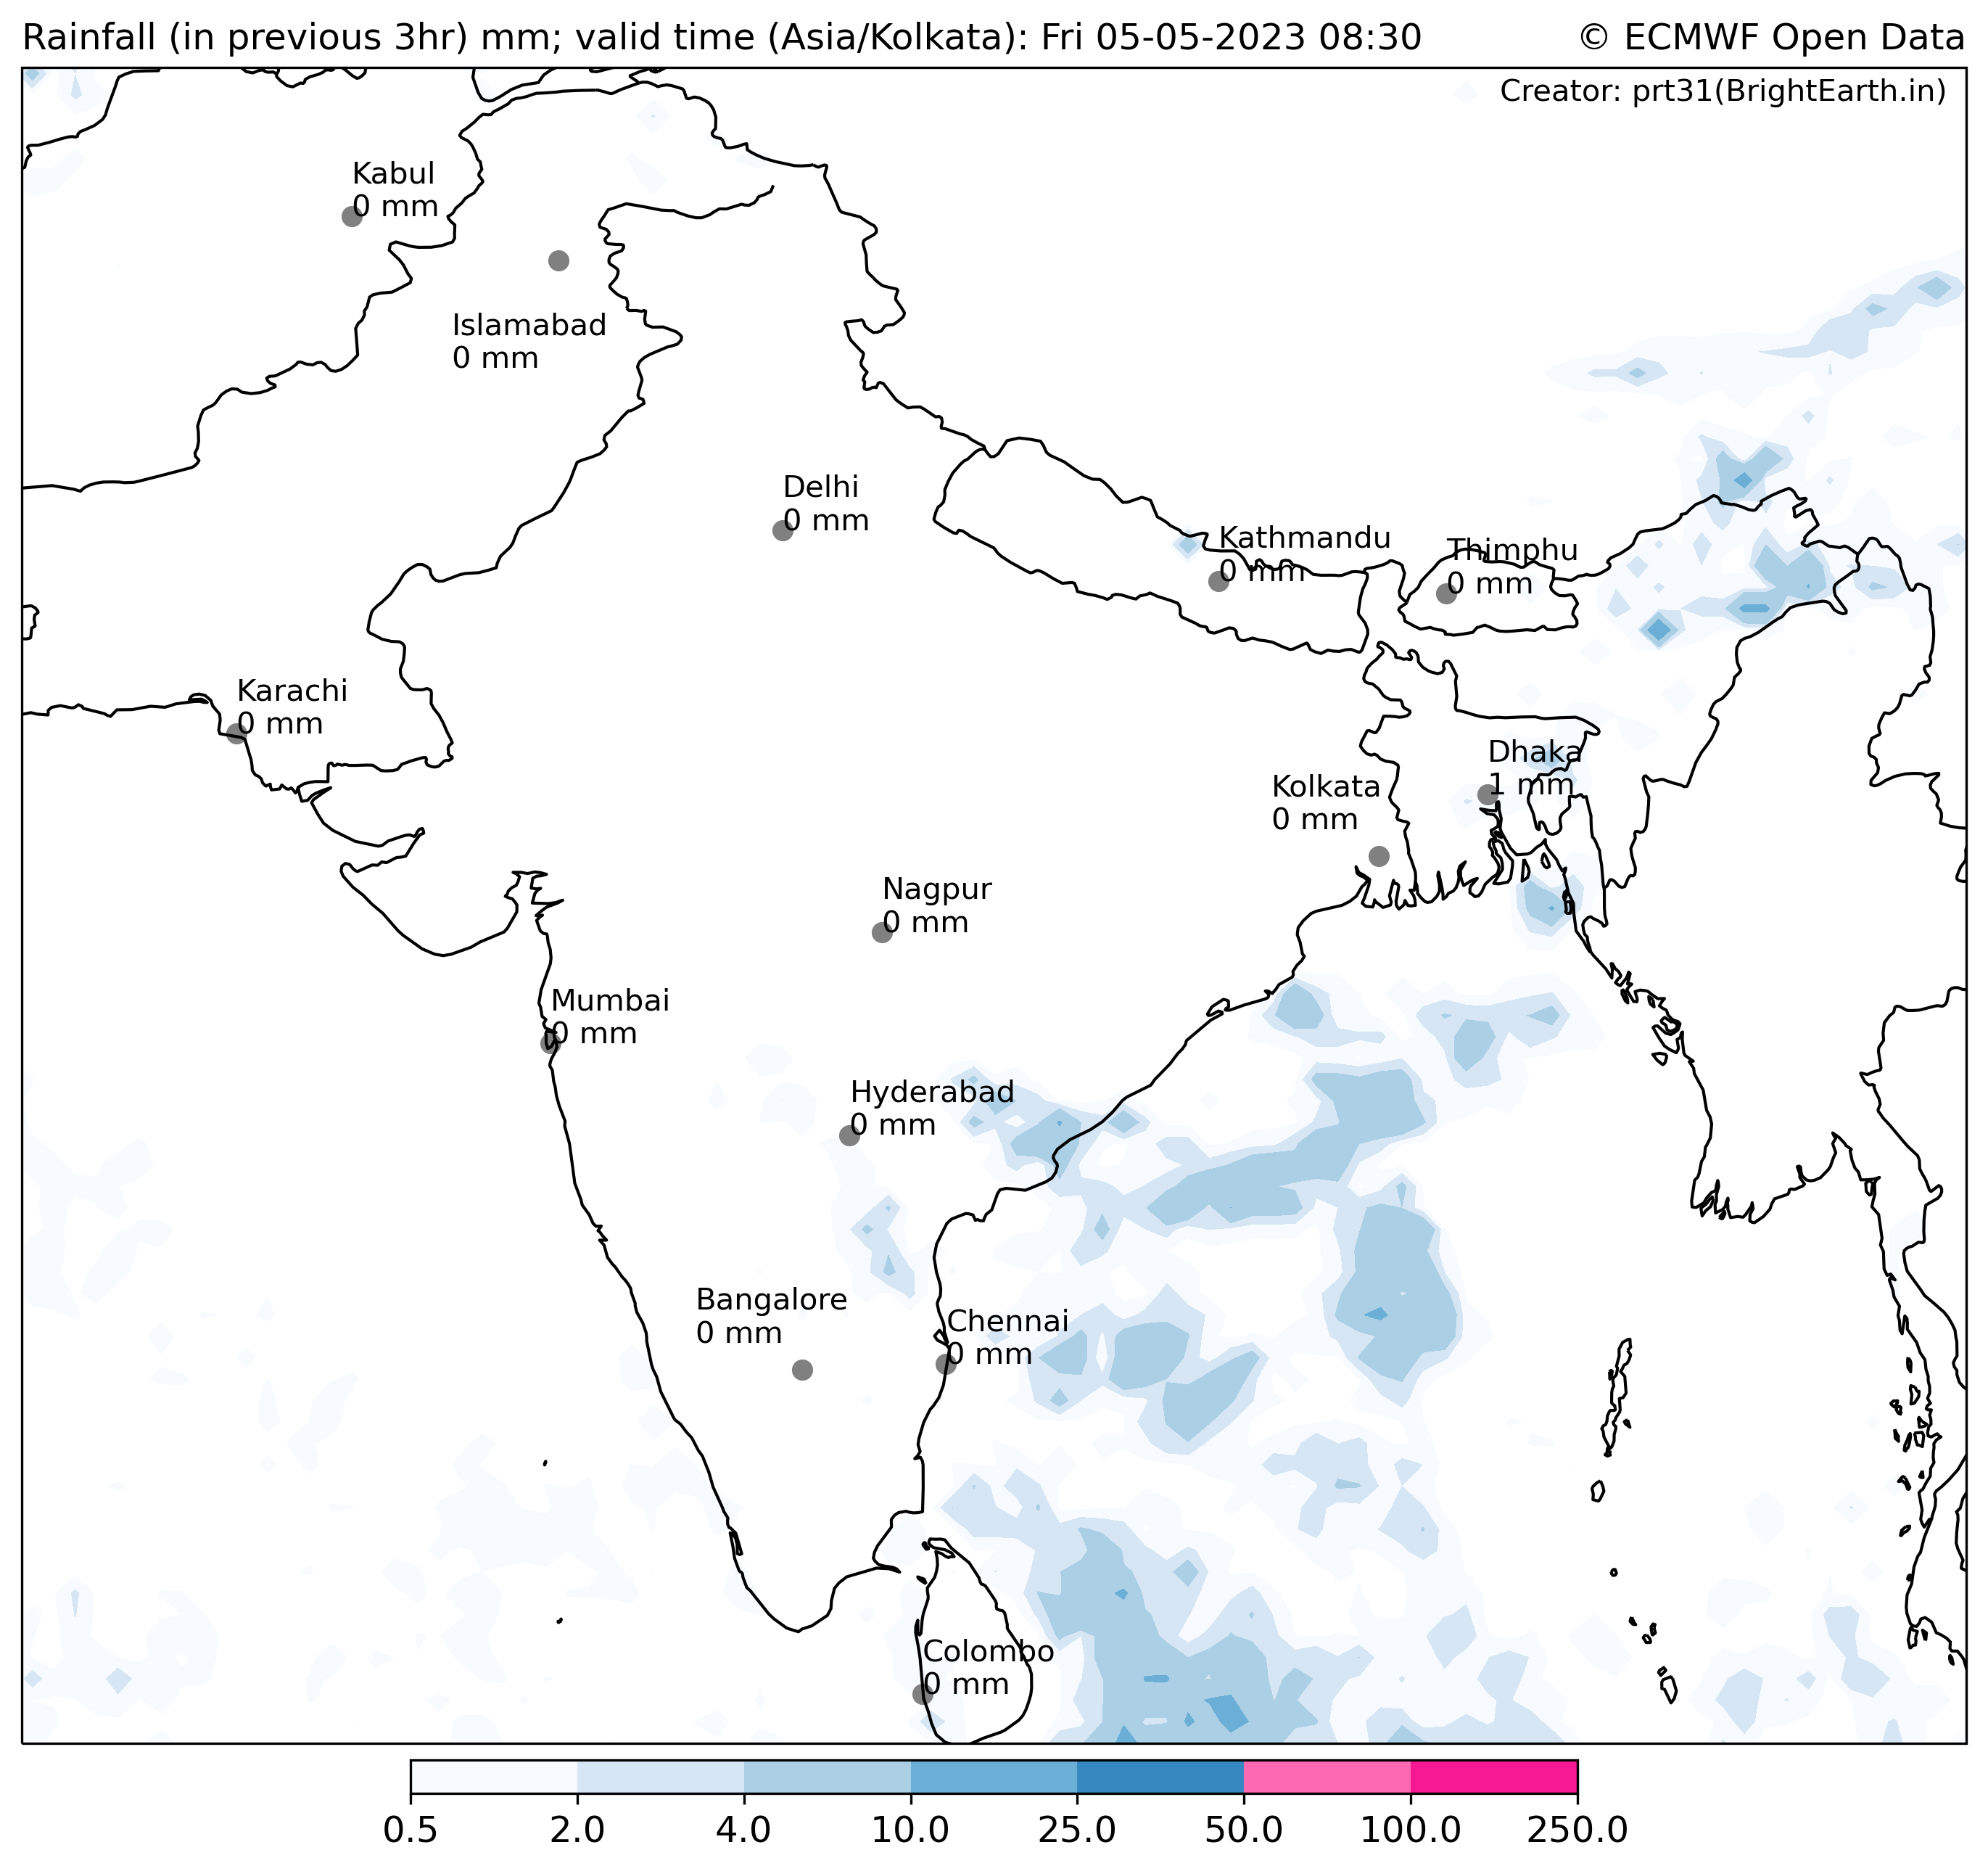 Rainfall (in previous 3hr) mm; valid time (Asia/Kolkata): Fri 05-05-2023 08:30
© ECMWF Open Data
Creator: prt31(BrightEarth.in)
Kabul
0 mm
Islamabad
0 mm
Delhi
0 mm
Kathmandu
0 mm
Thimphu
0 mm
Karachi
0 mm
Dhaka
1 mm
Kolkata
0 mm
Nagpur
0 mm
Mumbai
0 mm
Hyderabad
0 mm
Bangalore
0 mm
Chennai
0 mm
Colombo
0 mm
0.5 2.0 4.0 10.0 25.0 50.0 100.0 250.0